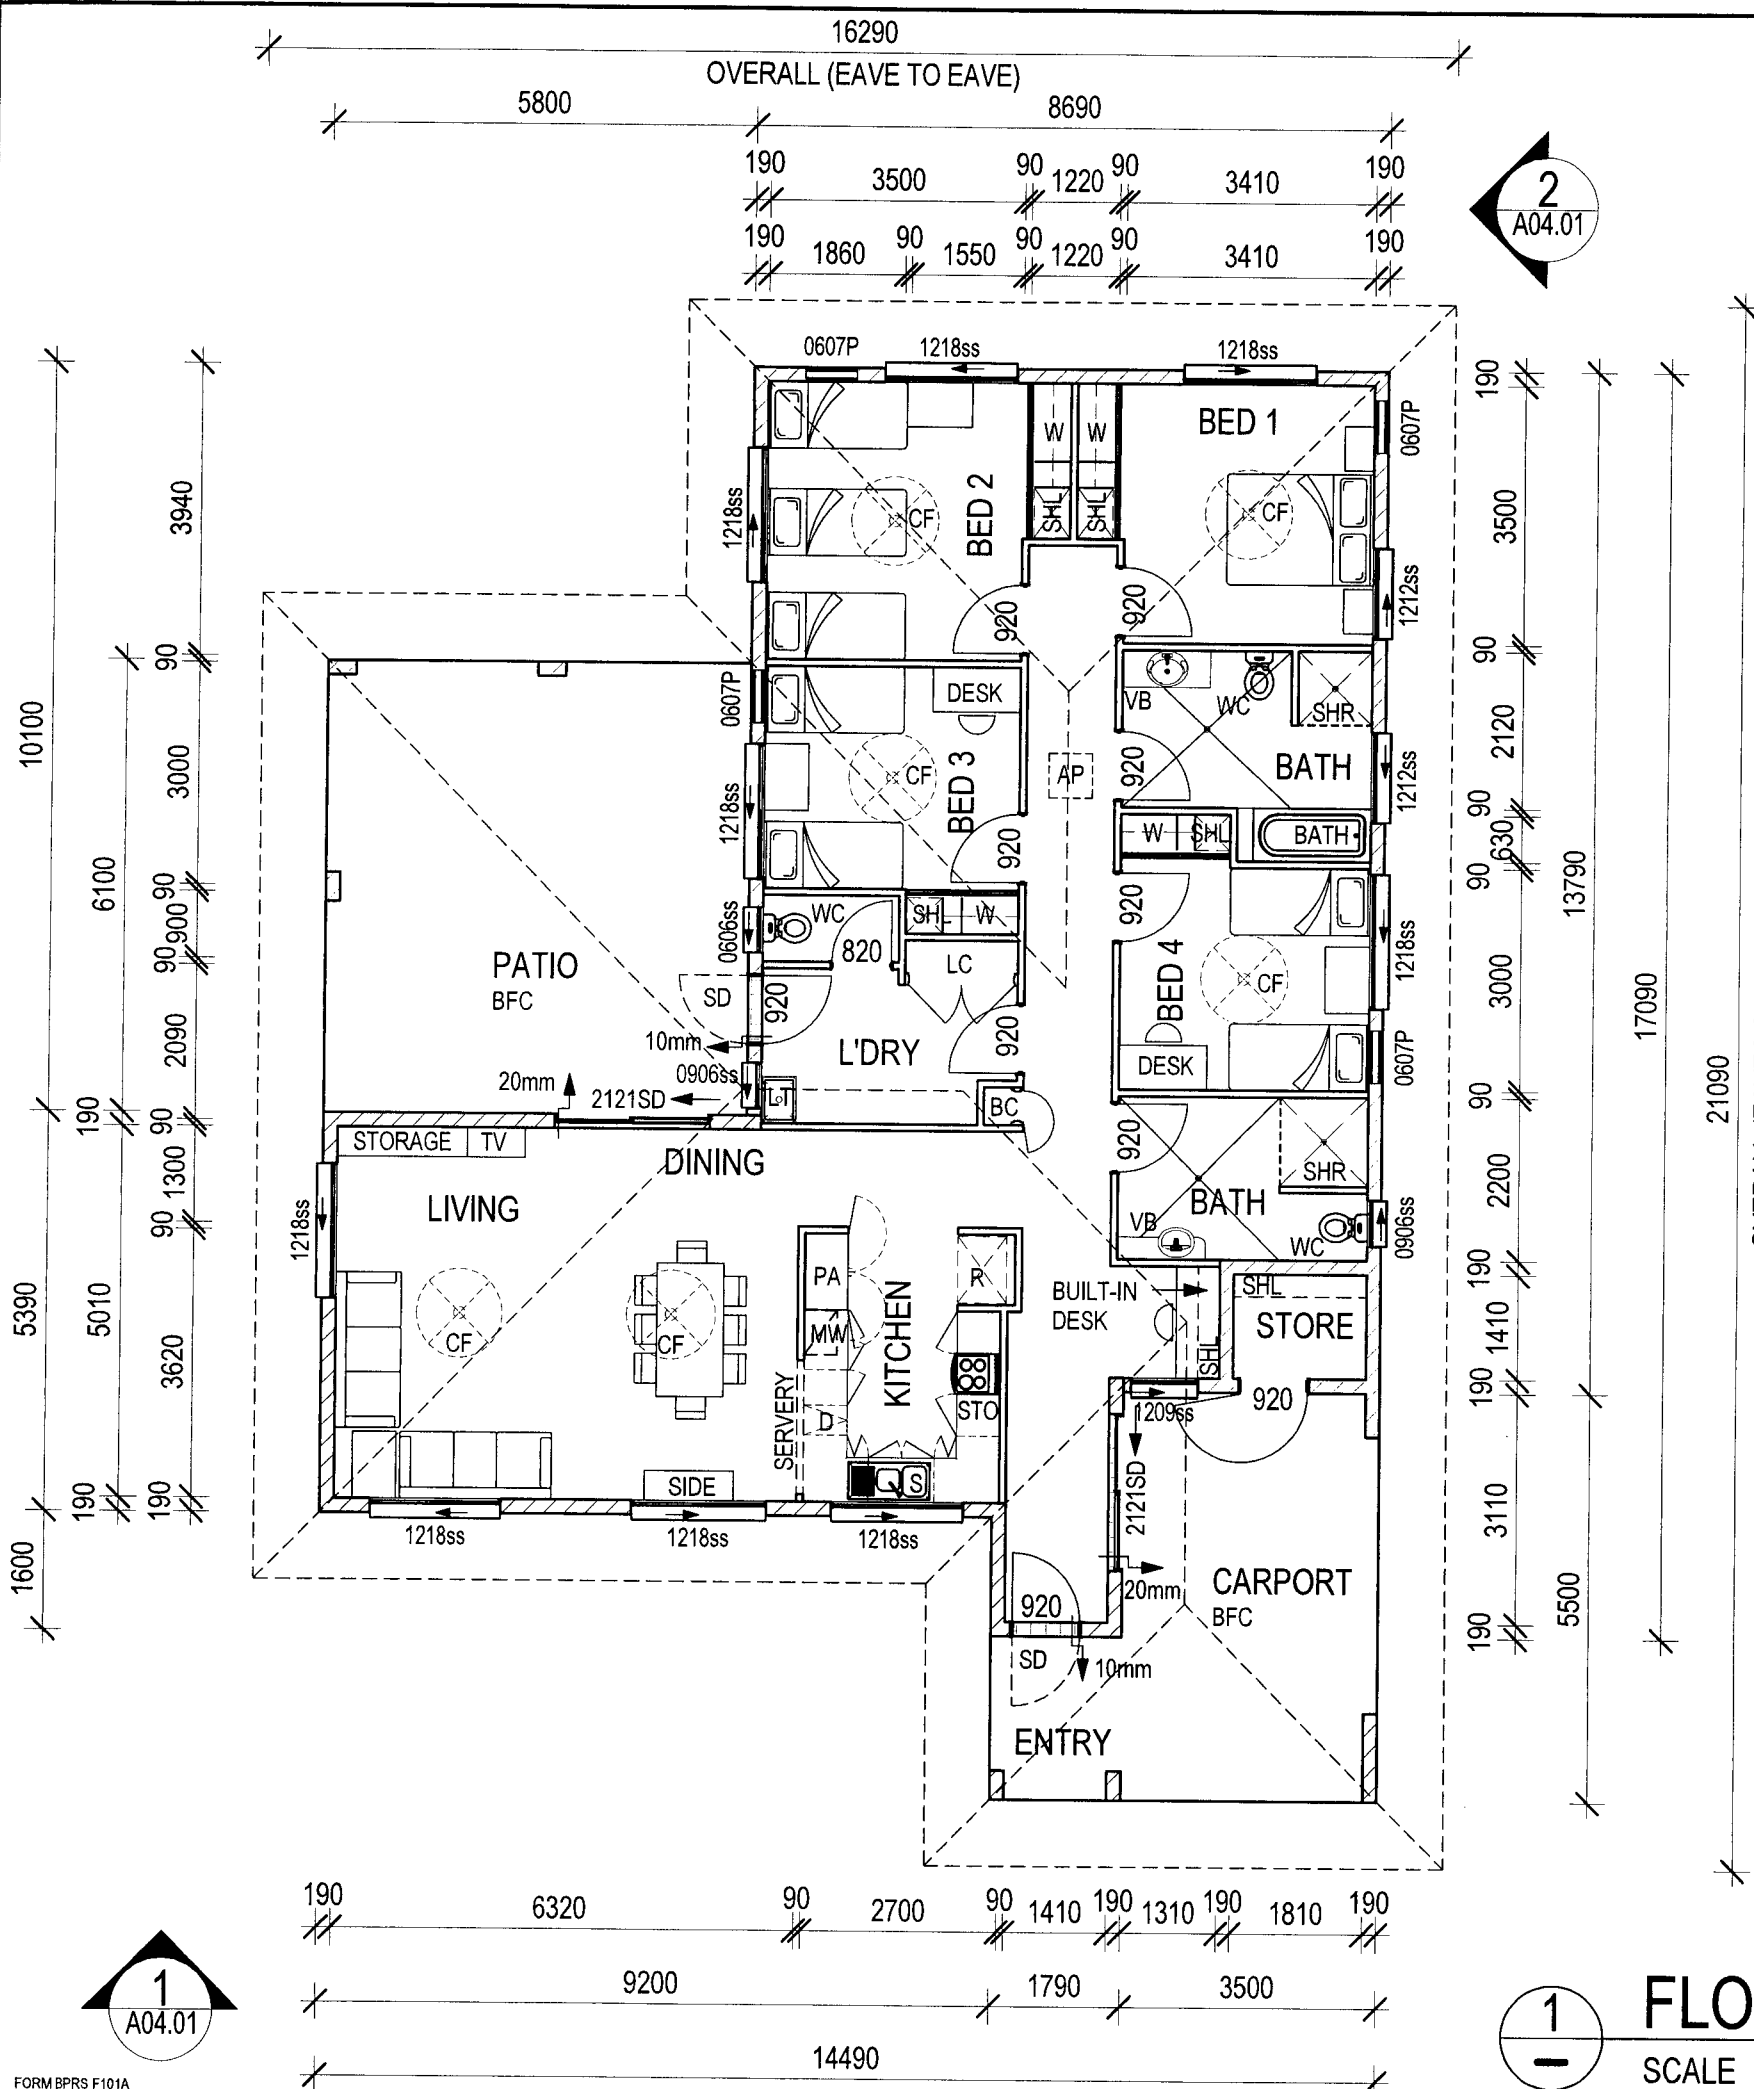 16290
OVERALL (EAVE TO EAVE)
5800 8690
190 3500 90 1220 90 3410 190
190 1860 90 1550 90 1220 90 3410 190
2
A04.01
0607P 1218ss 1218ss
190
W W
BED 1
0607P
1218ss
3940
BED 2
CF
SHL SHL
CF
3500
920
920
1212ss
90
90
10100
0607P
DESK
VB
WC
SHR
3000
1218ss
CF
BED 3
AP
920
BATH
2120
1212ss
920
W SHL
BATH
90
630
90
13790
6100
90
900
90
0606ss
WC
820
SHL W
LC
920
1218ss
PATIO
BFC
SD
920
BED 4
CF
3000
17090
2090
10mm
L'DRY
920
DESK
0607P
21090
20mm
2121SD
0906ss
LT
BC
90
190
90
STORAGE TV
DINING
920
SHR
1300
90
1218ss
LIVING
VB
BATH
WC
2200
0906ss
190
5390
5010
PA
R
BUILT-IN
DESK
SHL
STORE
1410
CF
CF
MW
KITCHEN
SHL
3620
190
SERVERY
D
STO
1209ss
920
2121SD
SIDE
S
190
190
3110
1218ss 1218ss 1218ss
1600
20mm
CARPORT
BFC
5500
920
190
SD
10mm
ENTRY
190 6320 90 2700 90 1410 190 1310 190 1810 190
9200 1790 3500
1
A04.01
14490
1
FLO
SCALE
FORM BPRS F101A